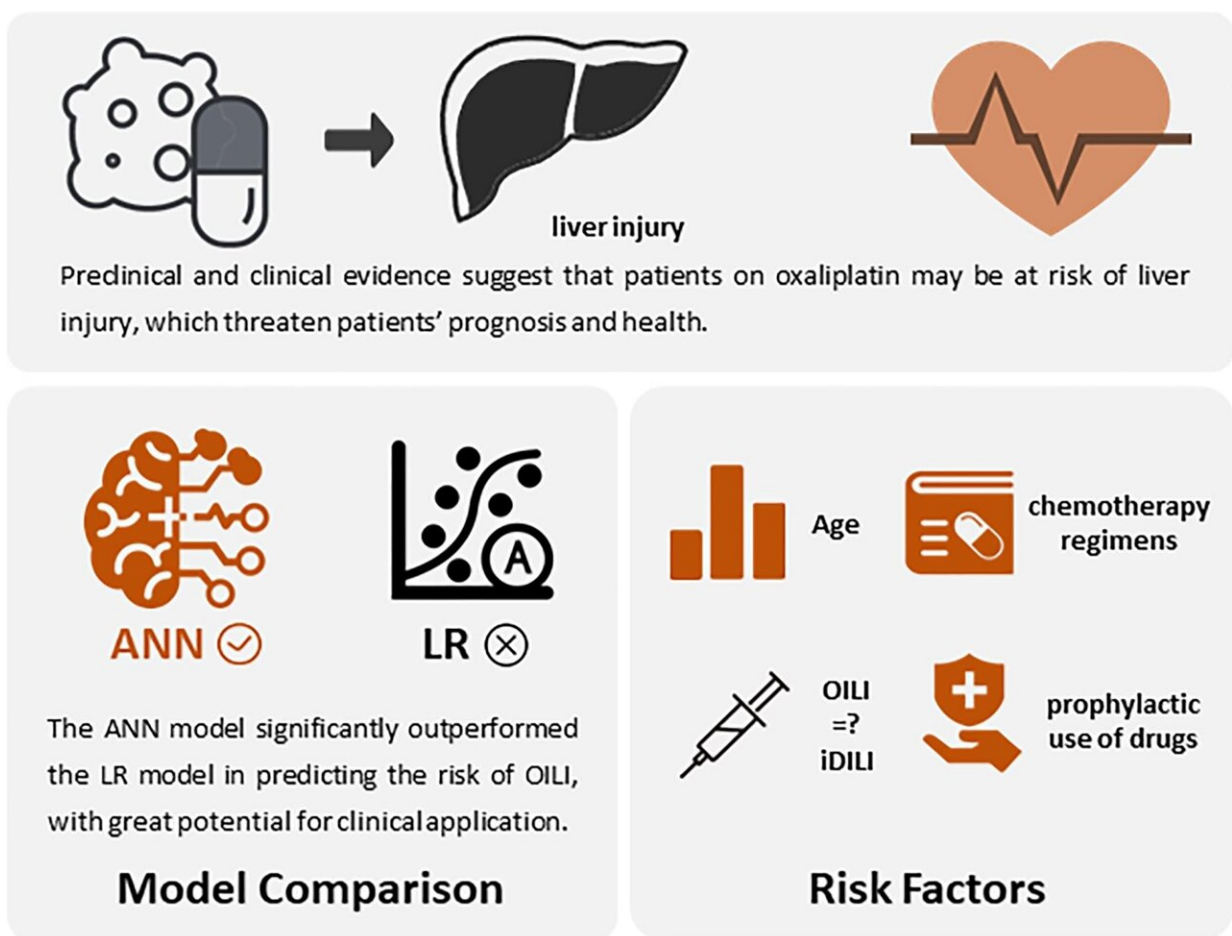 liver injury
Predinical and clinical evidence suggest that patients on oxaliplatin may be at risk of liver
injury, which threaten patients’ prognosis and health.
ANN
LR
A
The ANN model significantly outperformed
the LR model in predicting the risk of OILI,
with great potential for clinical application.
Model Comparison
Age
chemotherapy
regimens
OILI
=?
iDILI
prophylactic
use of drugs
Risk Factors